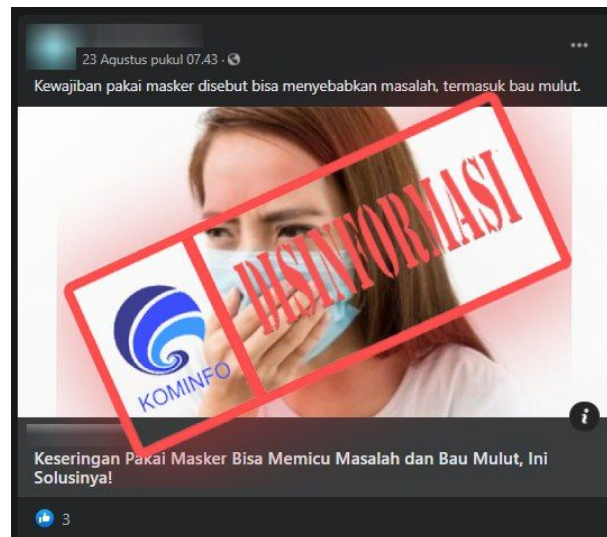 23 Agustus pukul 07.43 ·
Kewajiban pakai masker disebut bisa menyebabkan masalah, termasuk bau mulut.
DISINFORMASI
KOMINFO
Keseringan Pakai Masker Bisa Memicu Masalah dan Bau Mulut, Ini
Solusinya!
3